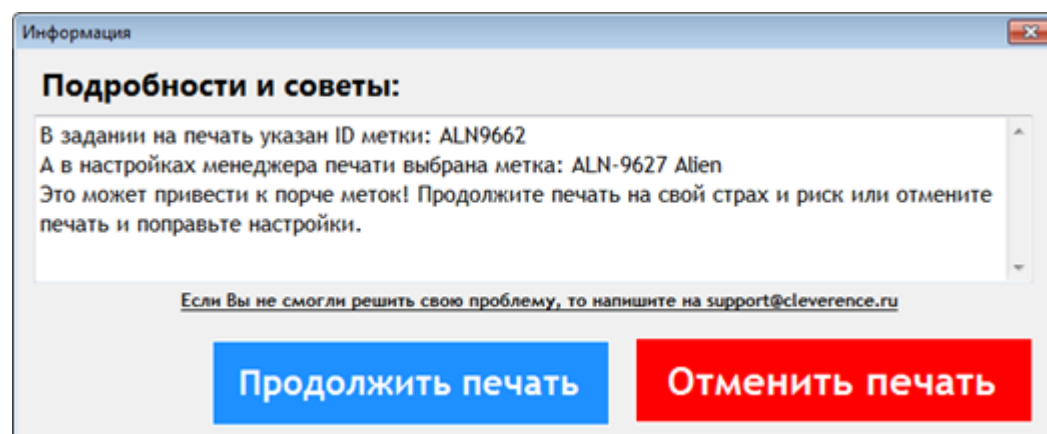 Информация
Подробности и советы:
В задании на печать указан ID метки: ALN9662
А в настройках менеджера печати выбрана метка: ALN-9627 Alien
Это может привести к порче меток! Продолжите печать на свой страх и риск или отмените
печать и поправьте настройки.
Если Вы не смогли решить свою проблему, то напишите на support@cleverence.ru
Продолжить печать
Отменить печать